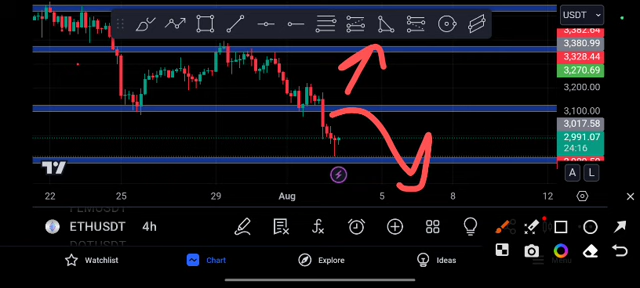 USDT
3,382.64
3,380.99
3,328.44
3,270.69
3,200.00
3,100.00
3,017.58
2,991.07
24:16
A L
22 25 29 Aug 5 8 12
ETHUSDT 4h
Watchlist Chart Explore Ideas